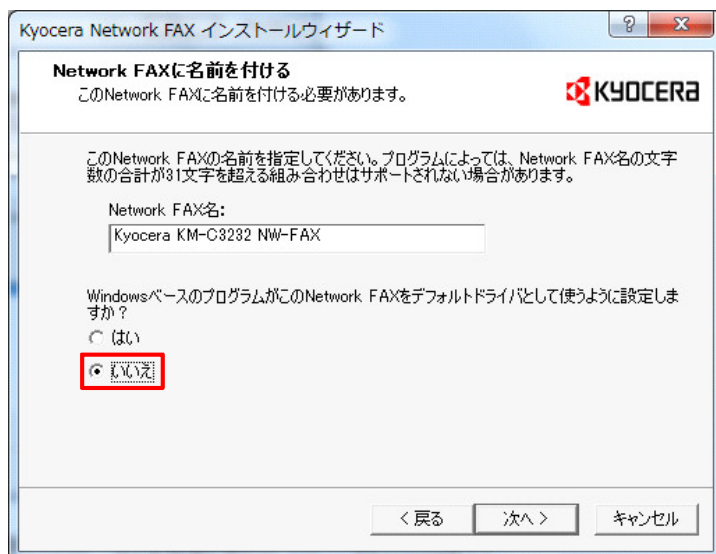 Kyocera Network FAX インストールウィザード
Network FAXに名前を付ける
このNetwork FAXに名前を付ける必要があります。
KYOCERA
このNetwork FAXの名前を指定してください。プログラムによっては、Network FAX名の文字
数の合計が31文字を超える組み合わせはサポートされない場合があります。
Network FAX名:
Kyocera KM-C3232 NW-FAX
WindowsベースのプログラムがこのNetwork FAXをデフォルトドライバとして使うように設定しま
すか？
はい
いいえ
< 戻る 次へ > キャンセル